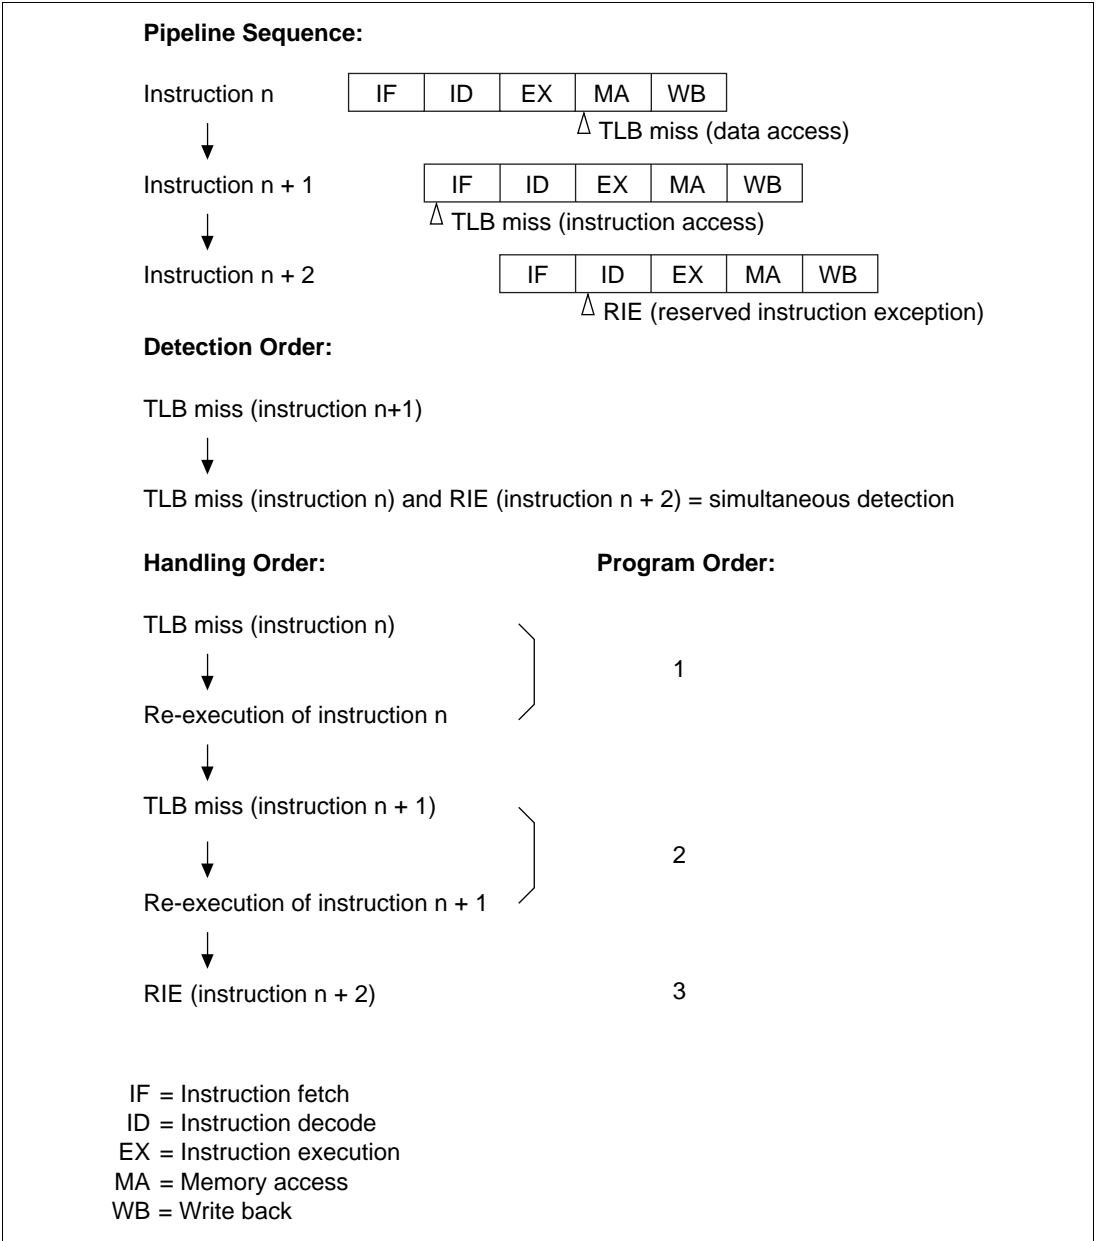 Pipeline Sequence:
Instruction n IF ID EX MA WB
TLB miss (data access)
Instruction n + 1 IF ID EX MA WB
TLB miss (instruction access)
Instruction n + 2 IF ID EX MA WB
RIE (reserved instruction exception)
Detection Order:
TLB miss (instruction n+1)
TLB miss (instruction n) and RIE (instruction n + 2) = simultaneous detection
Handling Order: Program Order:
TLB miss (instruction n)
1
Re-execution of instruction n
TLB miss (instruction n + 1)
2
Re-execution of instruction n + 1
RIE (instruction n + 2) 3
IF = Instruction fetch
ID = Instruction decode
EX = Instruction execution
MA = Memory access
WB = Write back